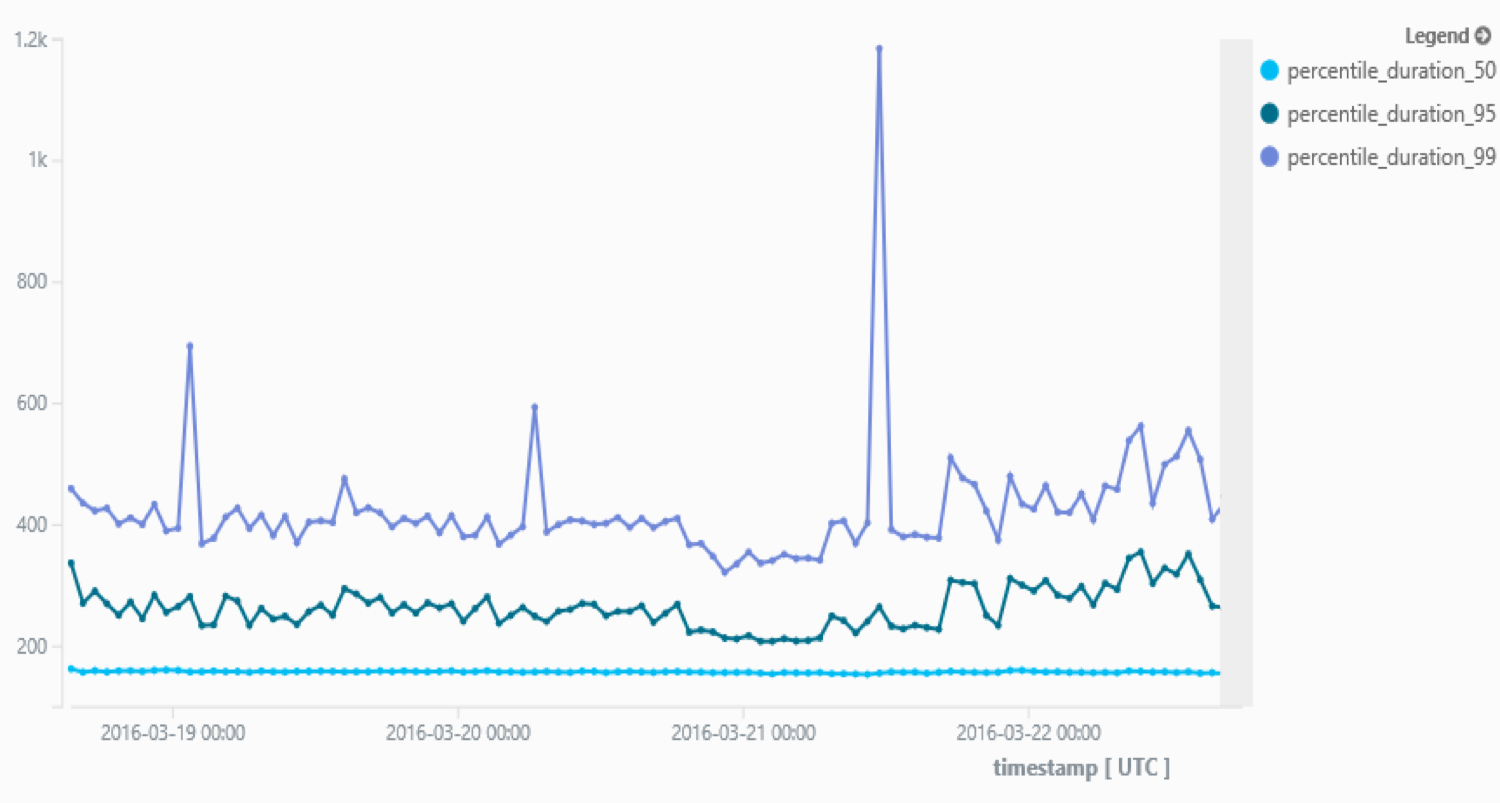 1.2k
1k
800
600
400
200
2016-03-19 00:00
2016-03-20 00:00
2016-03-21 00:00
2016-03-22 00:00
timestamp [ UTC ]
Legend
percentile_duration_50
percentile_duration_95
percentile_duration_99